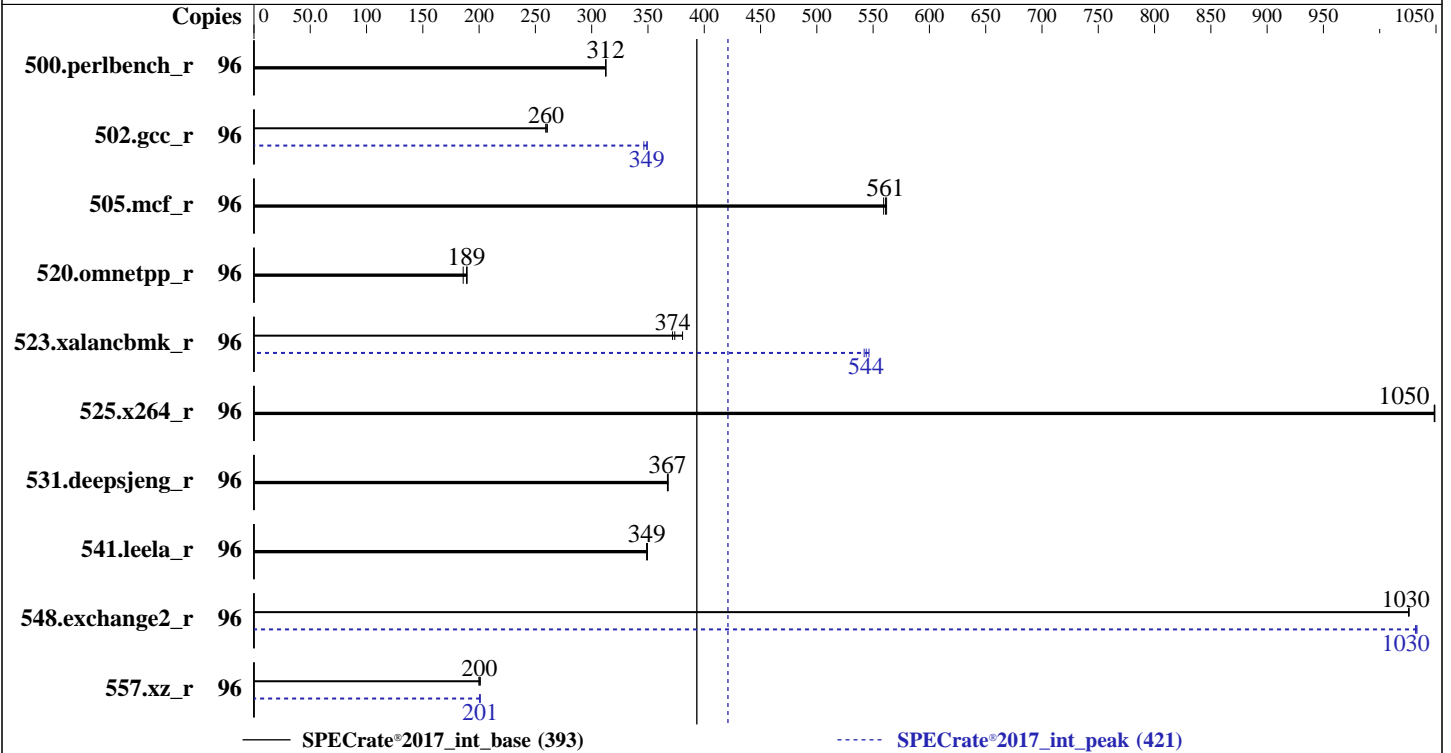 Copies 0 50.0 100 150 200 250 300 350 400 450 500 550 600 650 700 750 800 850 900 950 1050
500.perlbench_r 96 312
502.gcc_r 96 260
349
505.mcf_r 96 561
520.omnetpp_r 96 189
523.xalancbmk_r 96 374
544
525.x264_r 96 1050
531.deepsjeng_r 96 367
541.leela_r 96 349
548.exchange2_r 96 1030
1030
557.xz_r 96 200
201
SPECrate®2017_int_base (393) SPECrate®2017_int_peak (421)